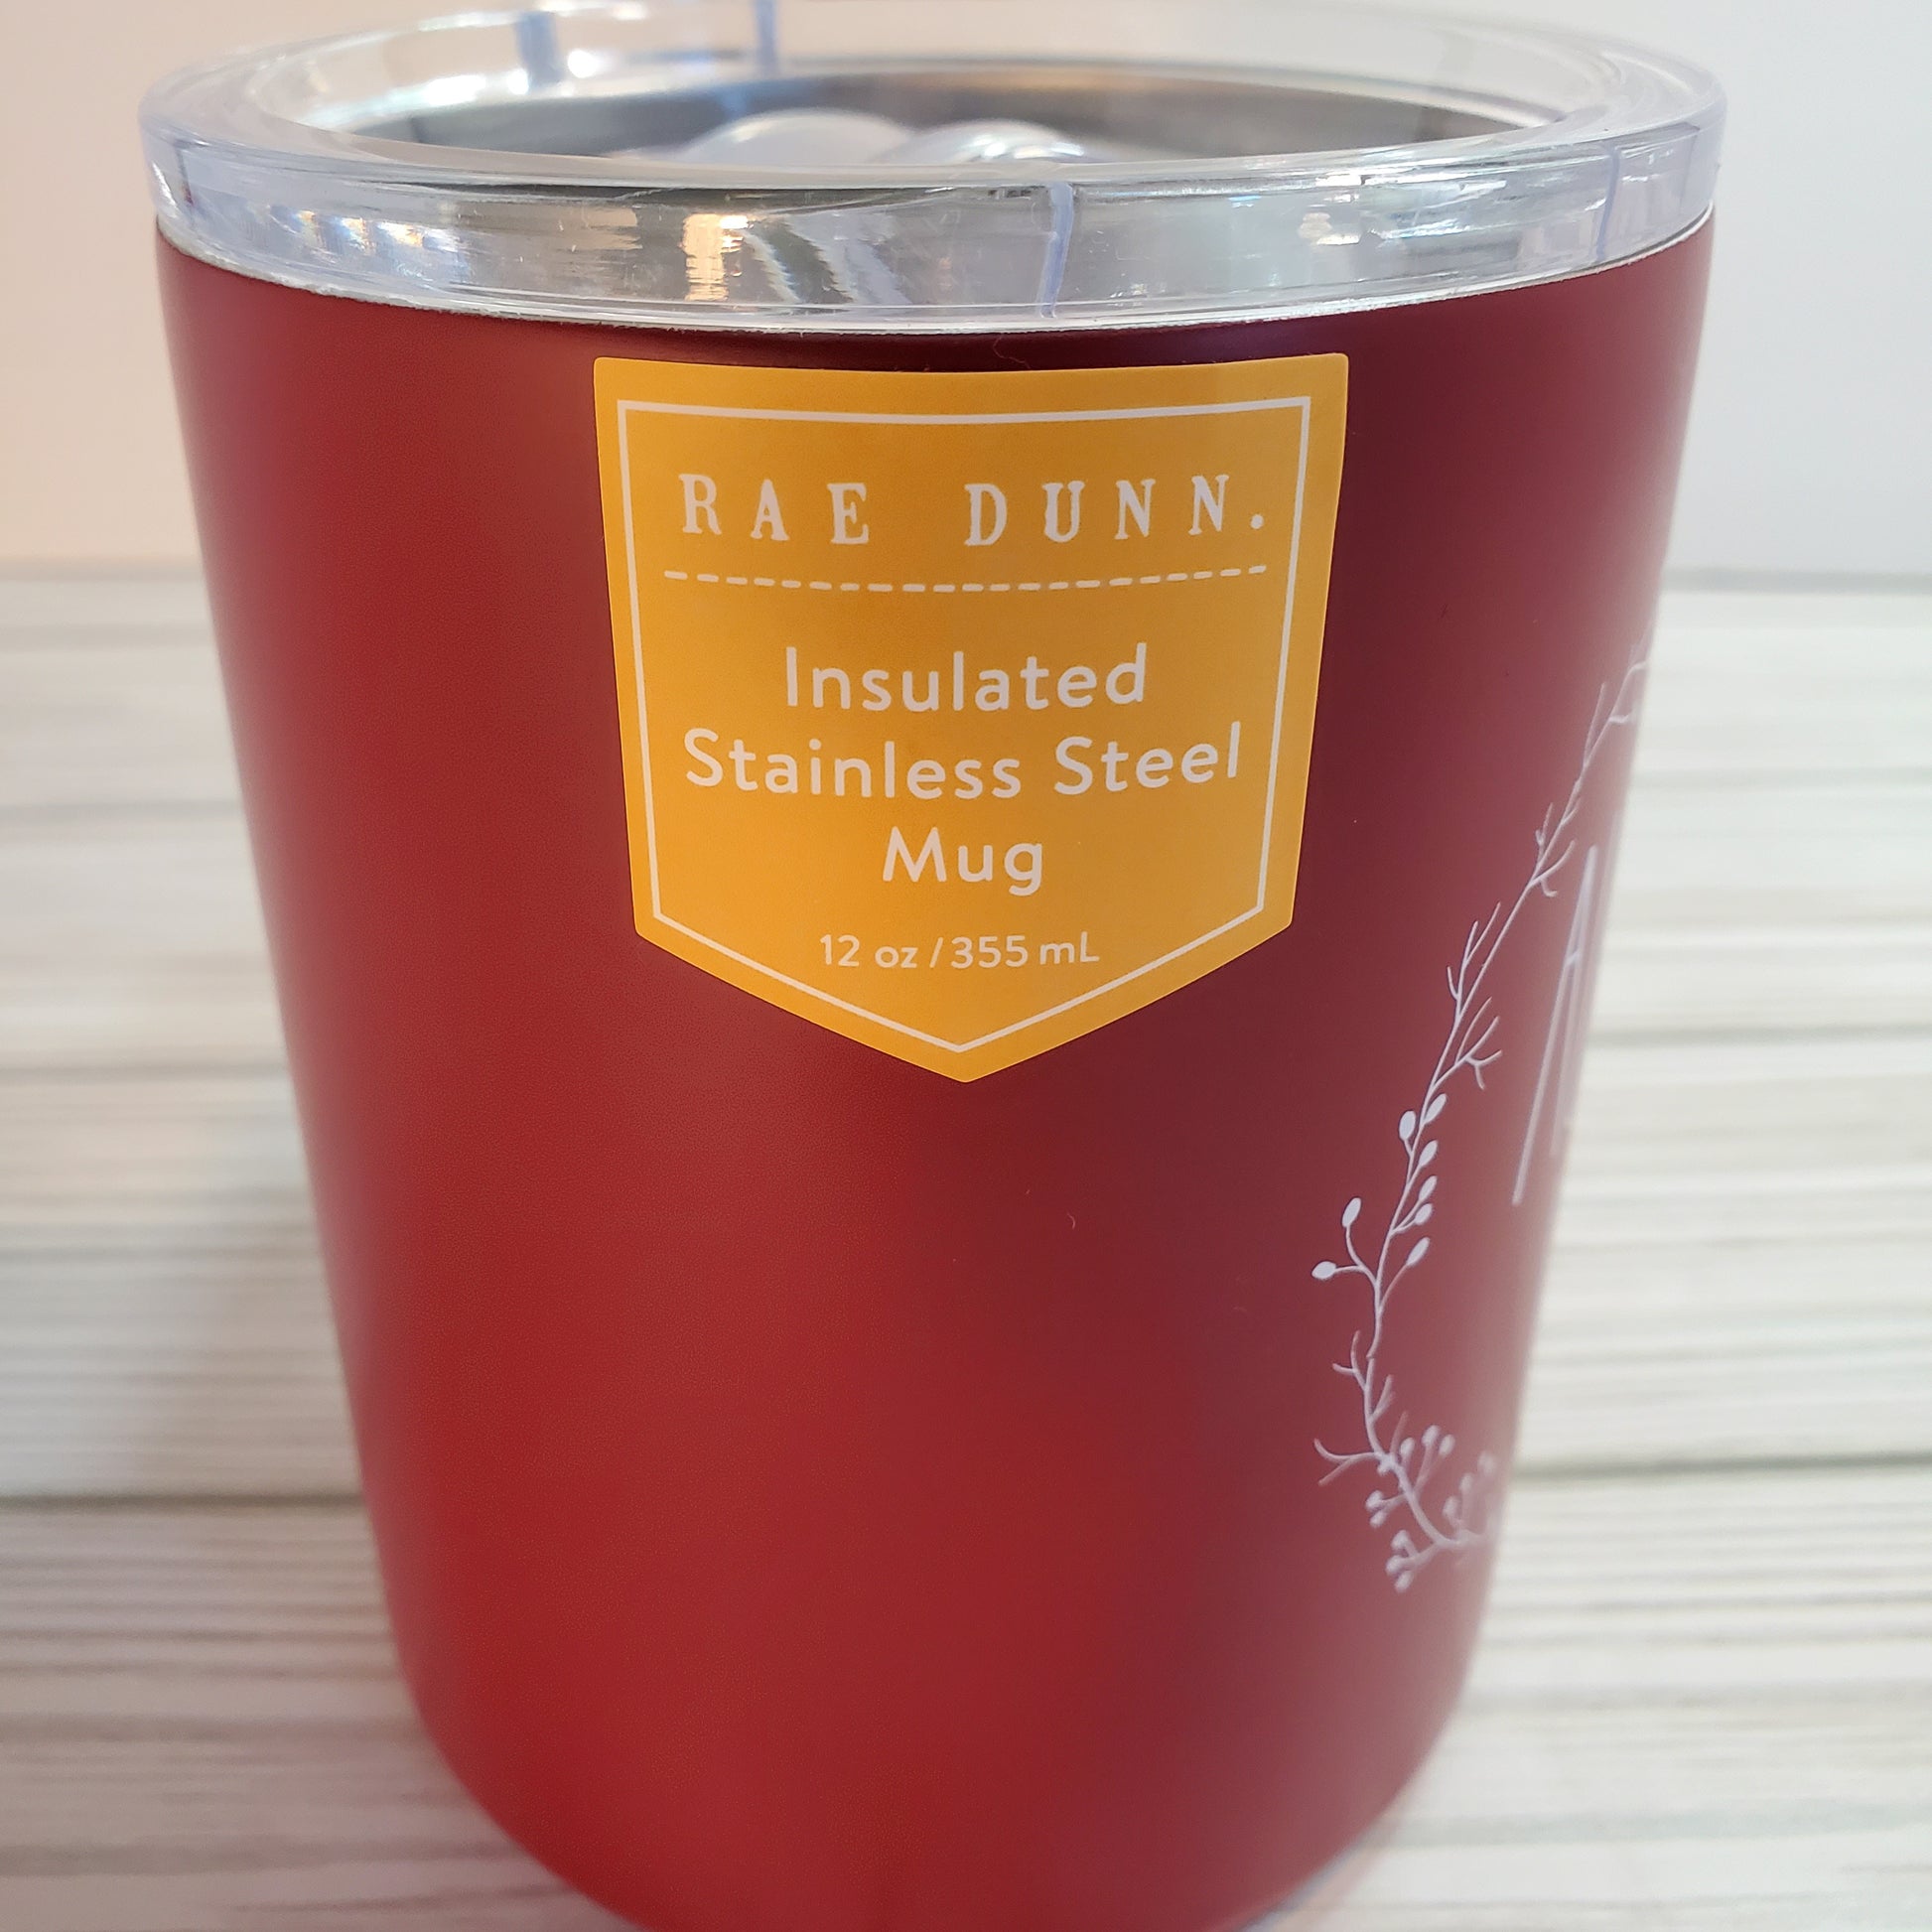 RAE DUNN.
Insulated
Stainless Steel
Mug
12 oz / 355 mL